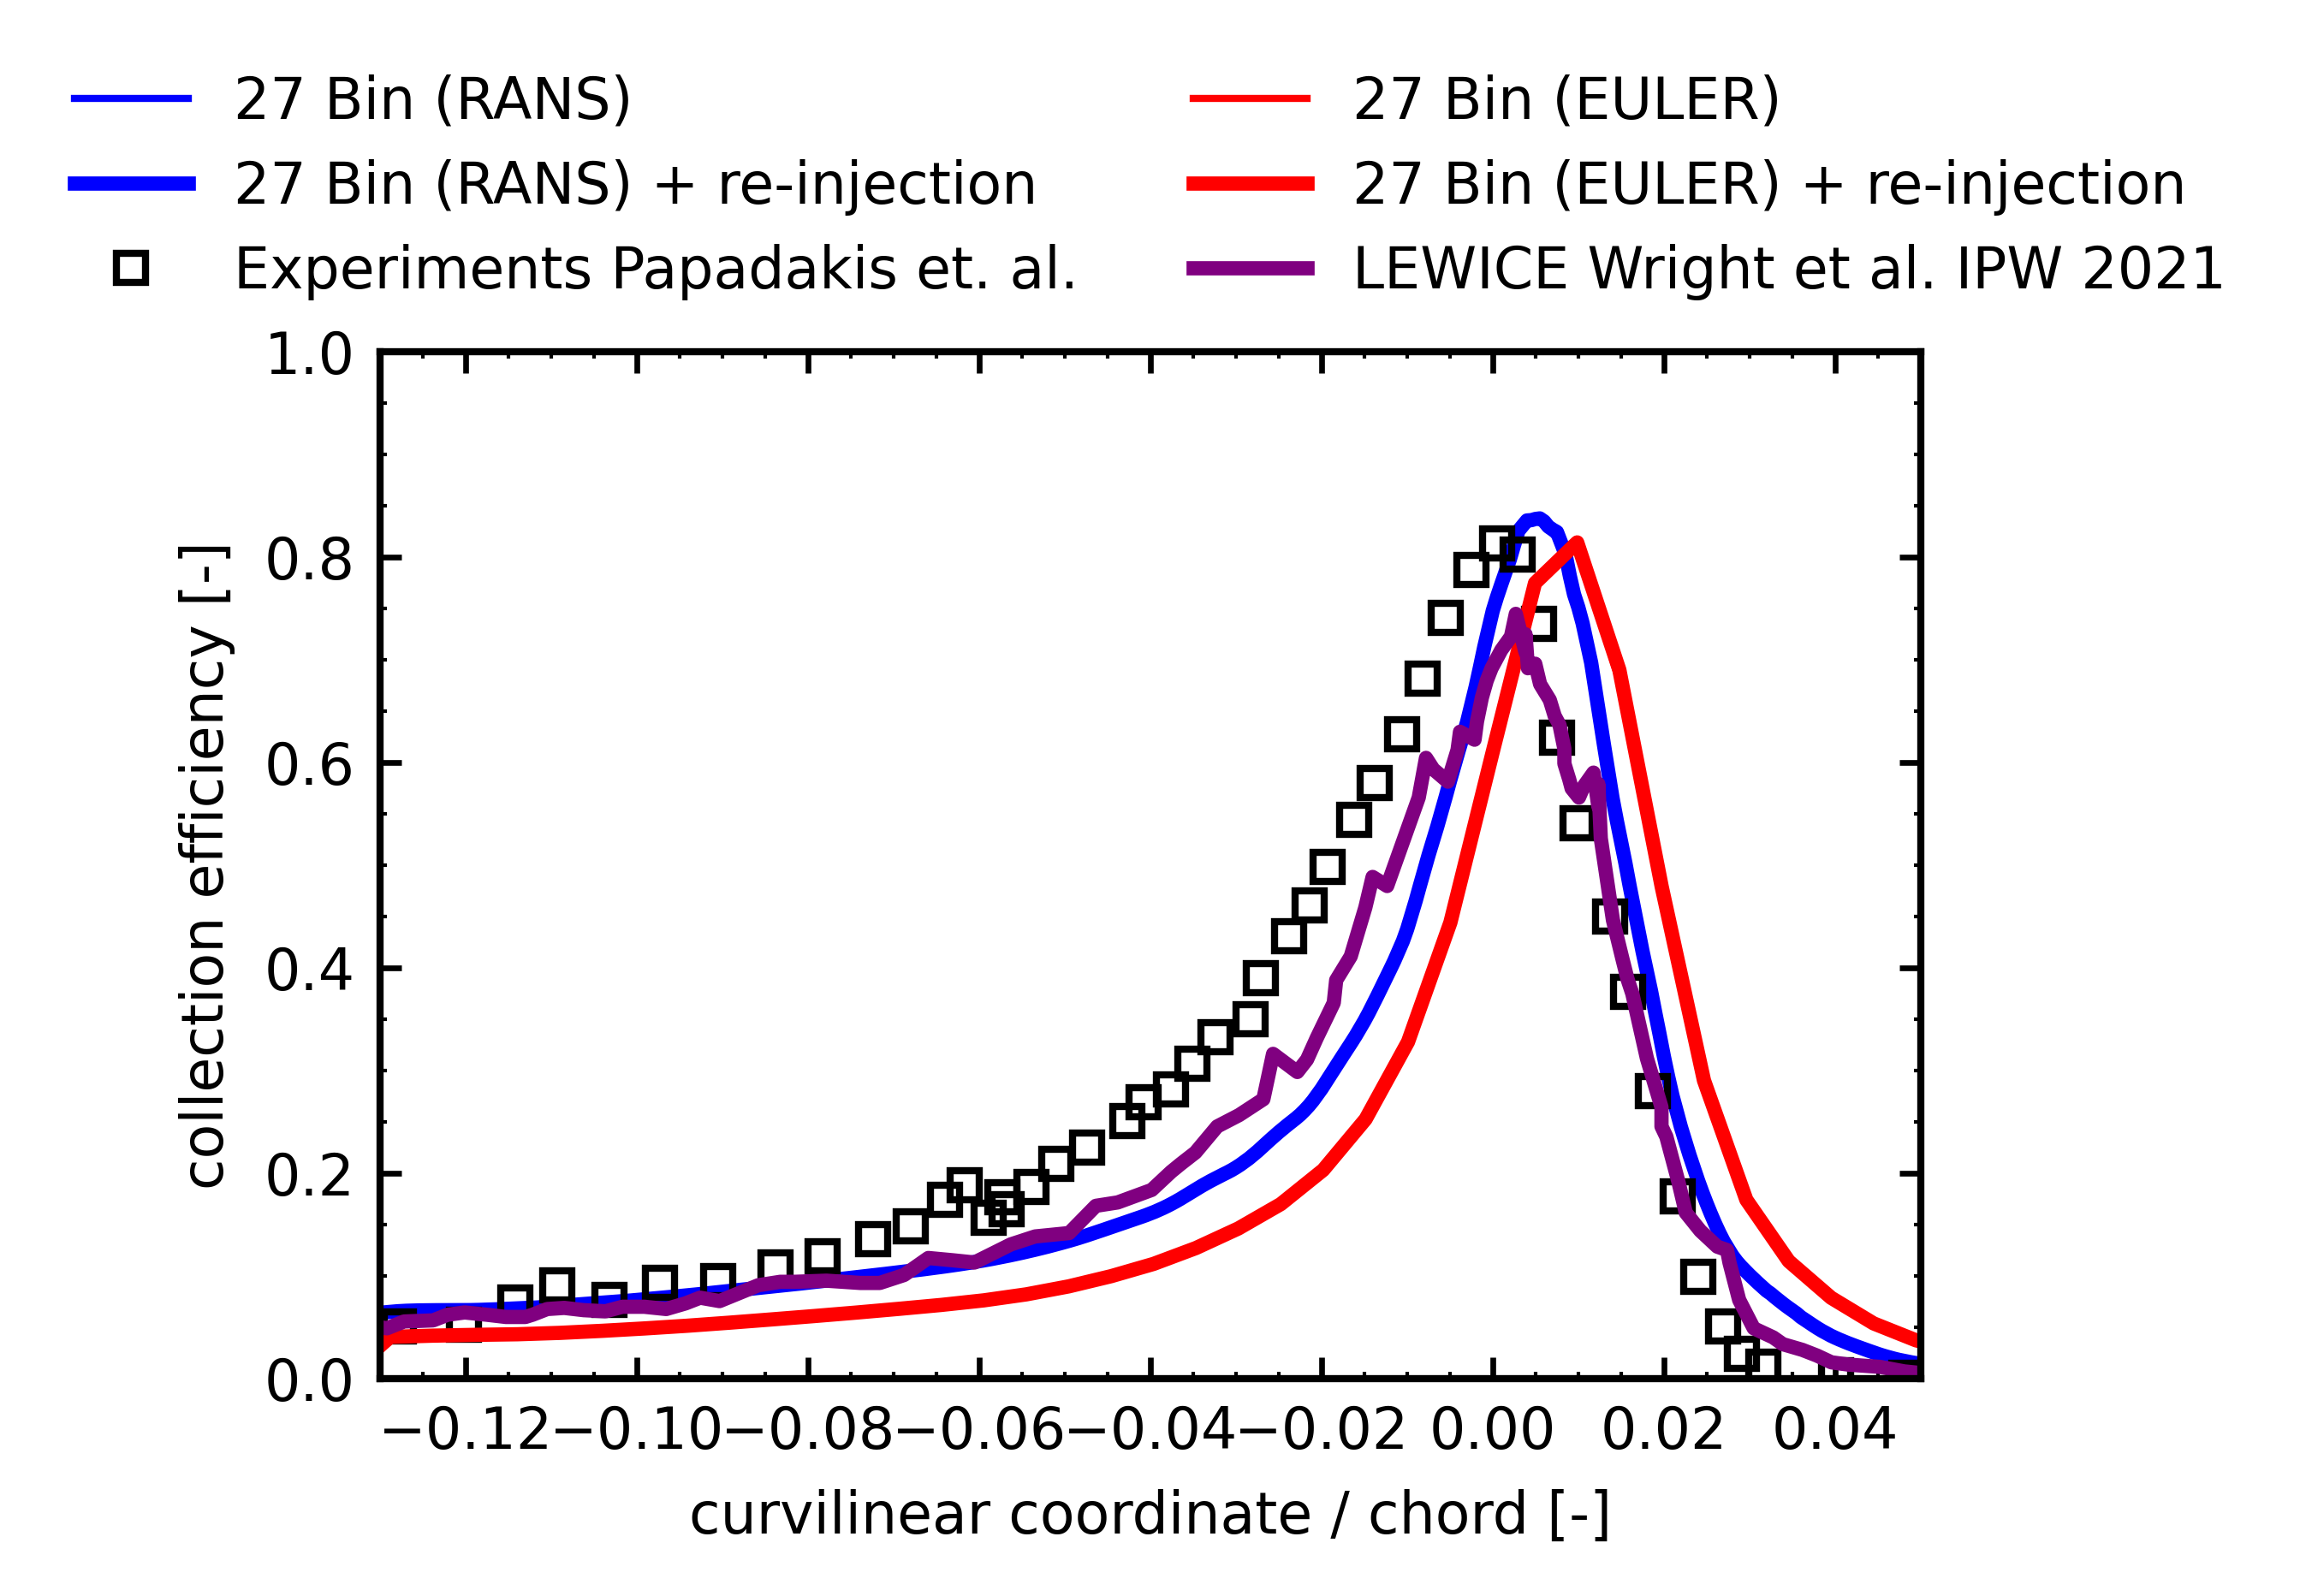 27 Bin (RANS)
27 Bin (EULER)
27 Bin (RANS) + re-injection
27 Bin (EULER) + re-injection
Experiments Papadakis et. al.
LEWICE Wright et al. IPW 2021
1.0
0.8
0.6
0.4
0.2
0.0
collection efficiency [-]
−0.12 −0.10 −0.08 −0.06 −0.04 −0.02 0.00 0.02 0.04
curvilinear coordinate / chord [-]